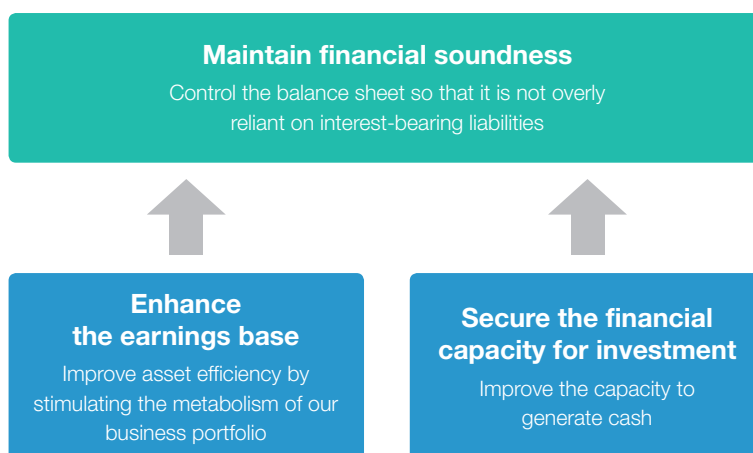 Maintain financial soundness
Control the balance sheet so that it is not overly
reliant on interest-bearing liabilities
Enhance
the earnings base
Improve asset efficiency by
stimulating the metabolism of our
business portfolio
Secure the financial
capacity for investment
Improve the capacity to
generate cash